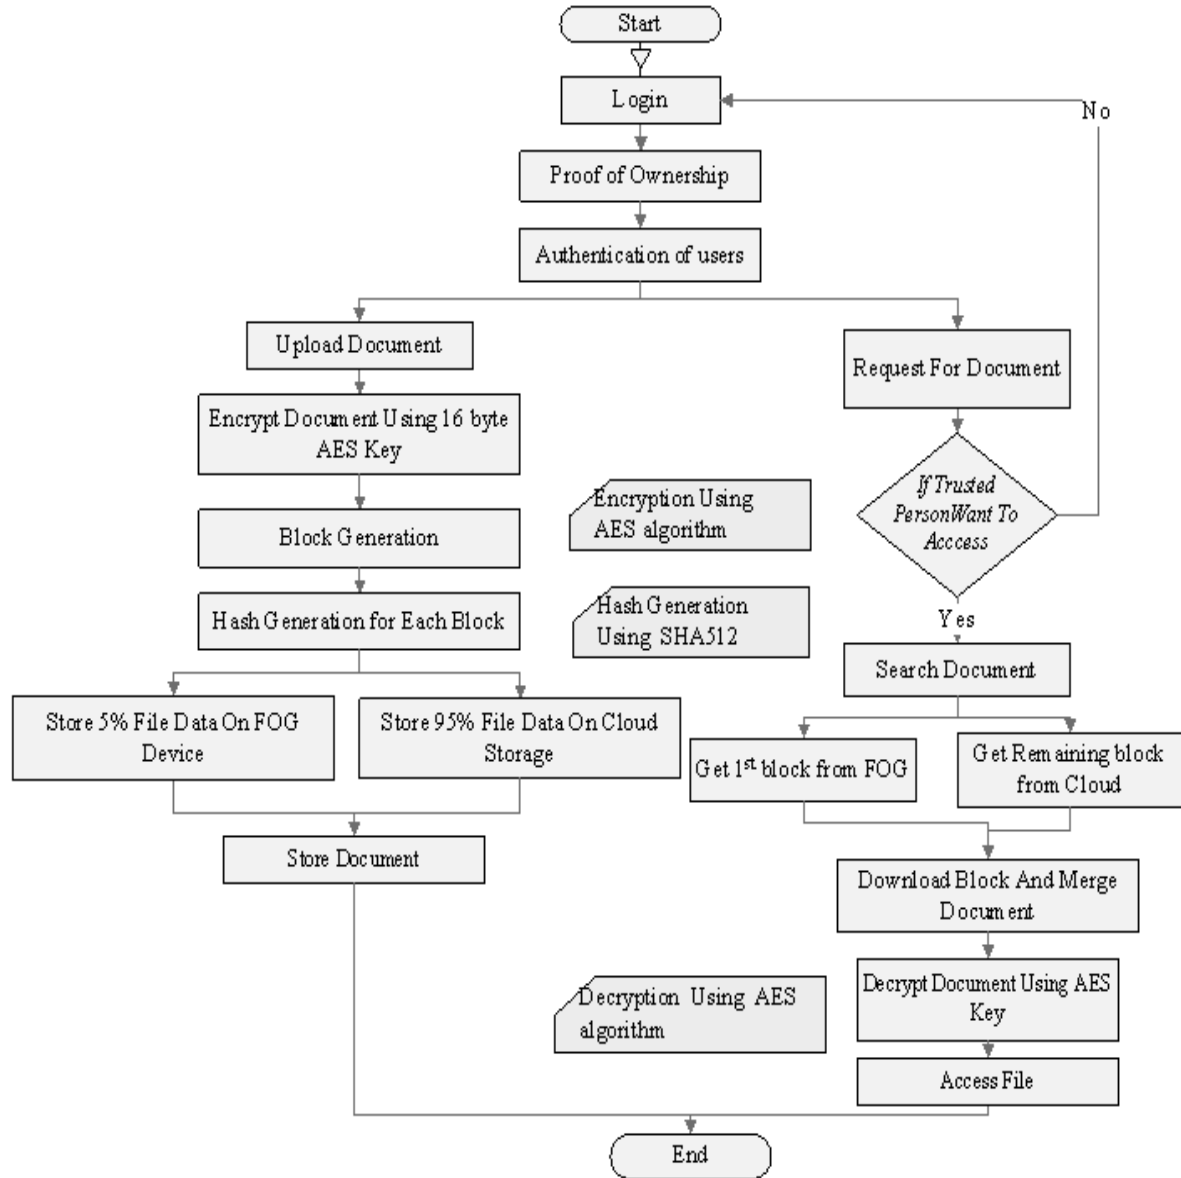 Start
Login
No
Proof of Ownership
Authentication of users
Upload Document
Request For Document
Encrypt Document Using 16 byte
AES Key
If Trusted
PersonWant To
Acccess
Encryption Using
AES algorithm
Block Generation
Hash Generation for Each Block
Hash Generation
Using SHA512
Yes
Search Document
Store 5% File Data On FOG
Device
Store 95% File Data On Cloud
Storage
Get 1st block from FOG
Get Remaining block
from Cloud
Store Document
Download Block And Merge
Document
Decryption Using AES
algorithm
Decrypt Document Using AES
Key
Access File
End